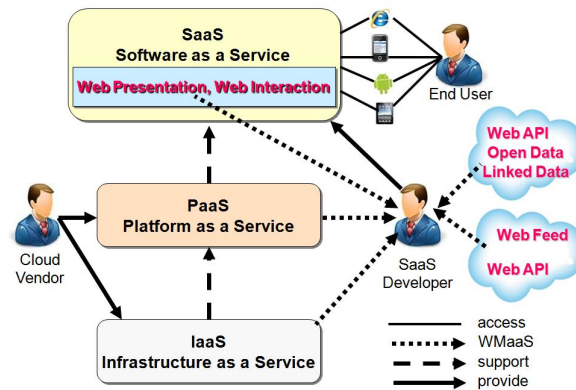 SaaS
Software as a Service
Web Presentation, Web Interaction
End User
Web API
Open Data
Linked Data
PaaS
Platform as a Service
Cloud
Vendor
SaaS
Developer
Web Feed
Web API
IaaS
Infrastructure as a Service
access
WMaaS
support
provide